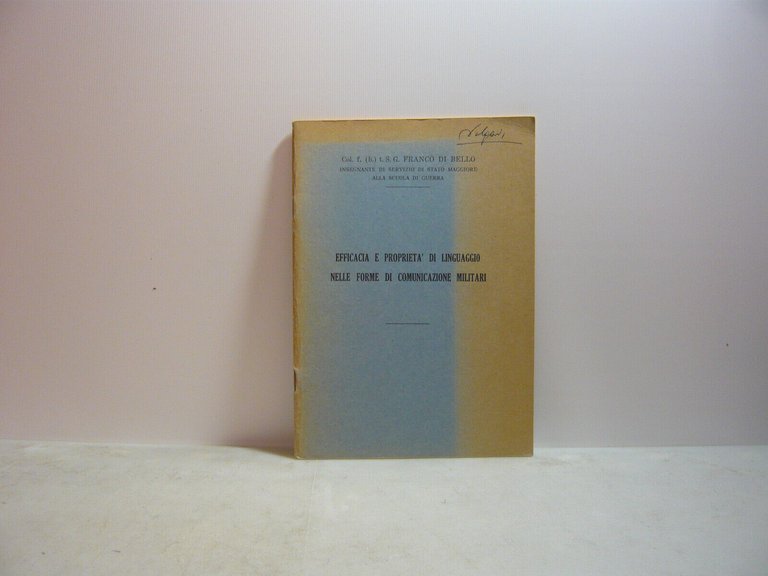 Col. f. (b.) t. S. G. FRANCO DI BELLO
INSEGNANTE DI SERVIZIO DI STATO MAGGIORE
ALLA SCUOLA DI GUERRA
EFFICACIA E PROPRIETA' DI LINGUAGGIO
NELLE FORME DI COMUNICAZIONE MILITARI